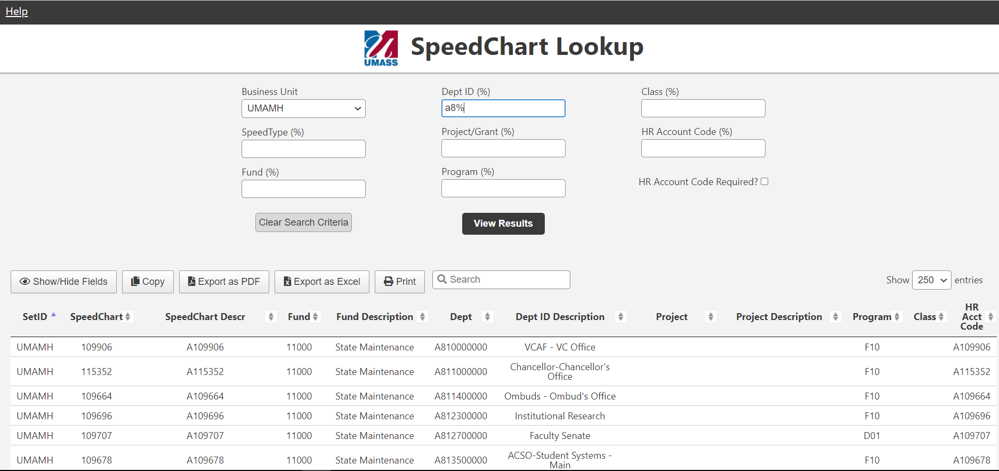 Help
UMASS
SpeedChart Lookup
Business Unit
UMAMH
Dept ID (%)
a8%
Class (%)
SpeedType (%)
Project/Grant (%)
HR Account Code (%)
Fund (%)
Program (%)
HR Account Code Required?
Clear Search Criteria
View Results
Show/Hide Fields Copy Export as PDF Export as Excel Print Search Show 250 entries
SetID SpeedChart SpeedChart Descr Fund Fund Description Dept Dept ID Description Project Project Description Program Class HR Acct Code
UMAMH 109906 A109906 11000 State Maintenance A810000000 VCAF - VC Office F10 A109906
UMAMH 115352 A115352 11000 State Maintenance A811000000 Chancellor-Chancellor's Office F10 A115352
UMAMH 109664 A109664 11000 State Maintenance A811400000 Ombuds - Ombud's Office F10 A109664
UMAMH 109696 A109696 11000 State Maintenance A812300000 Institutional Research F10 A109696
UMAMH 109707 A109707 11000 State Maintenance A812700000 Faculty Senate D01 A109707
UMAMH 109678 A109678 11000 State Maintenance A813500000 ACSO-Student Systems - Main F10 A109678